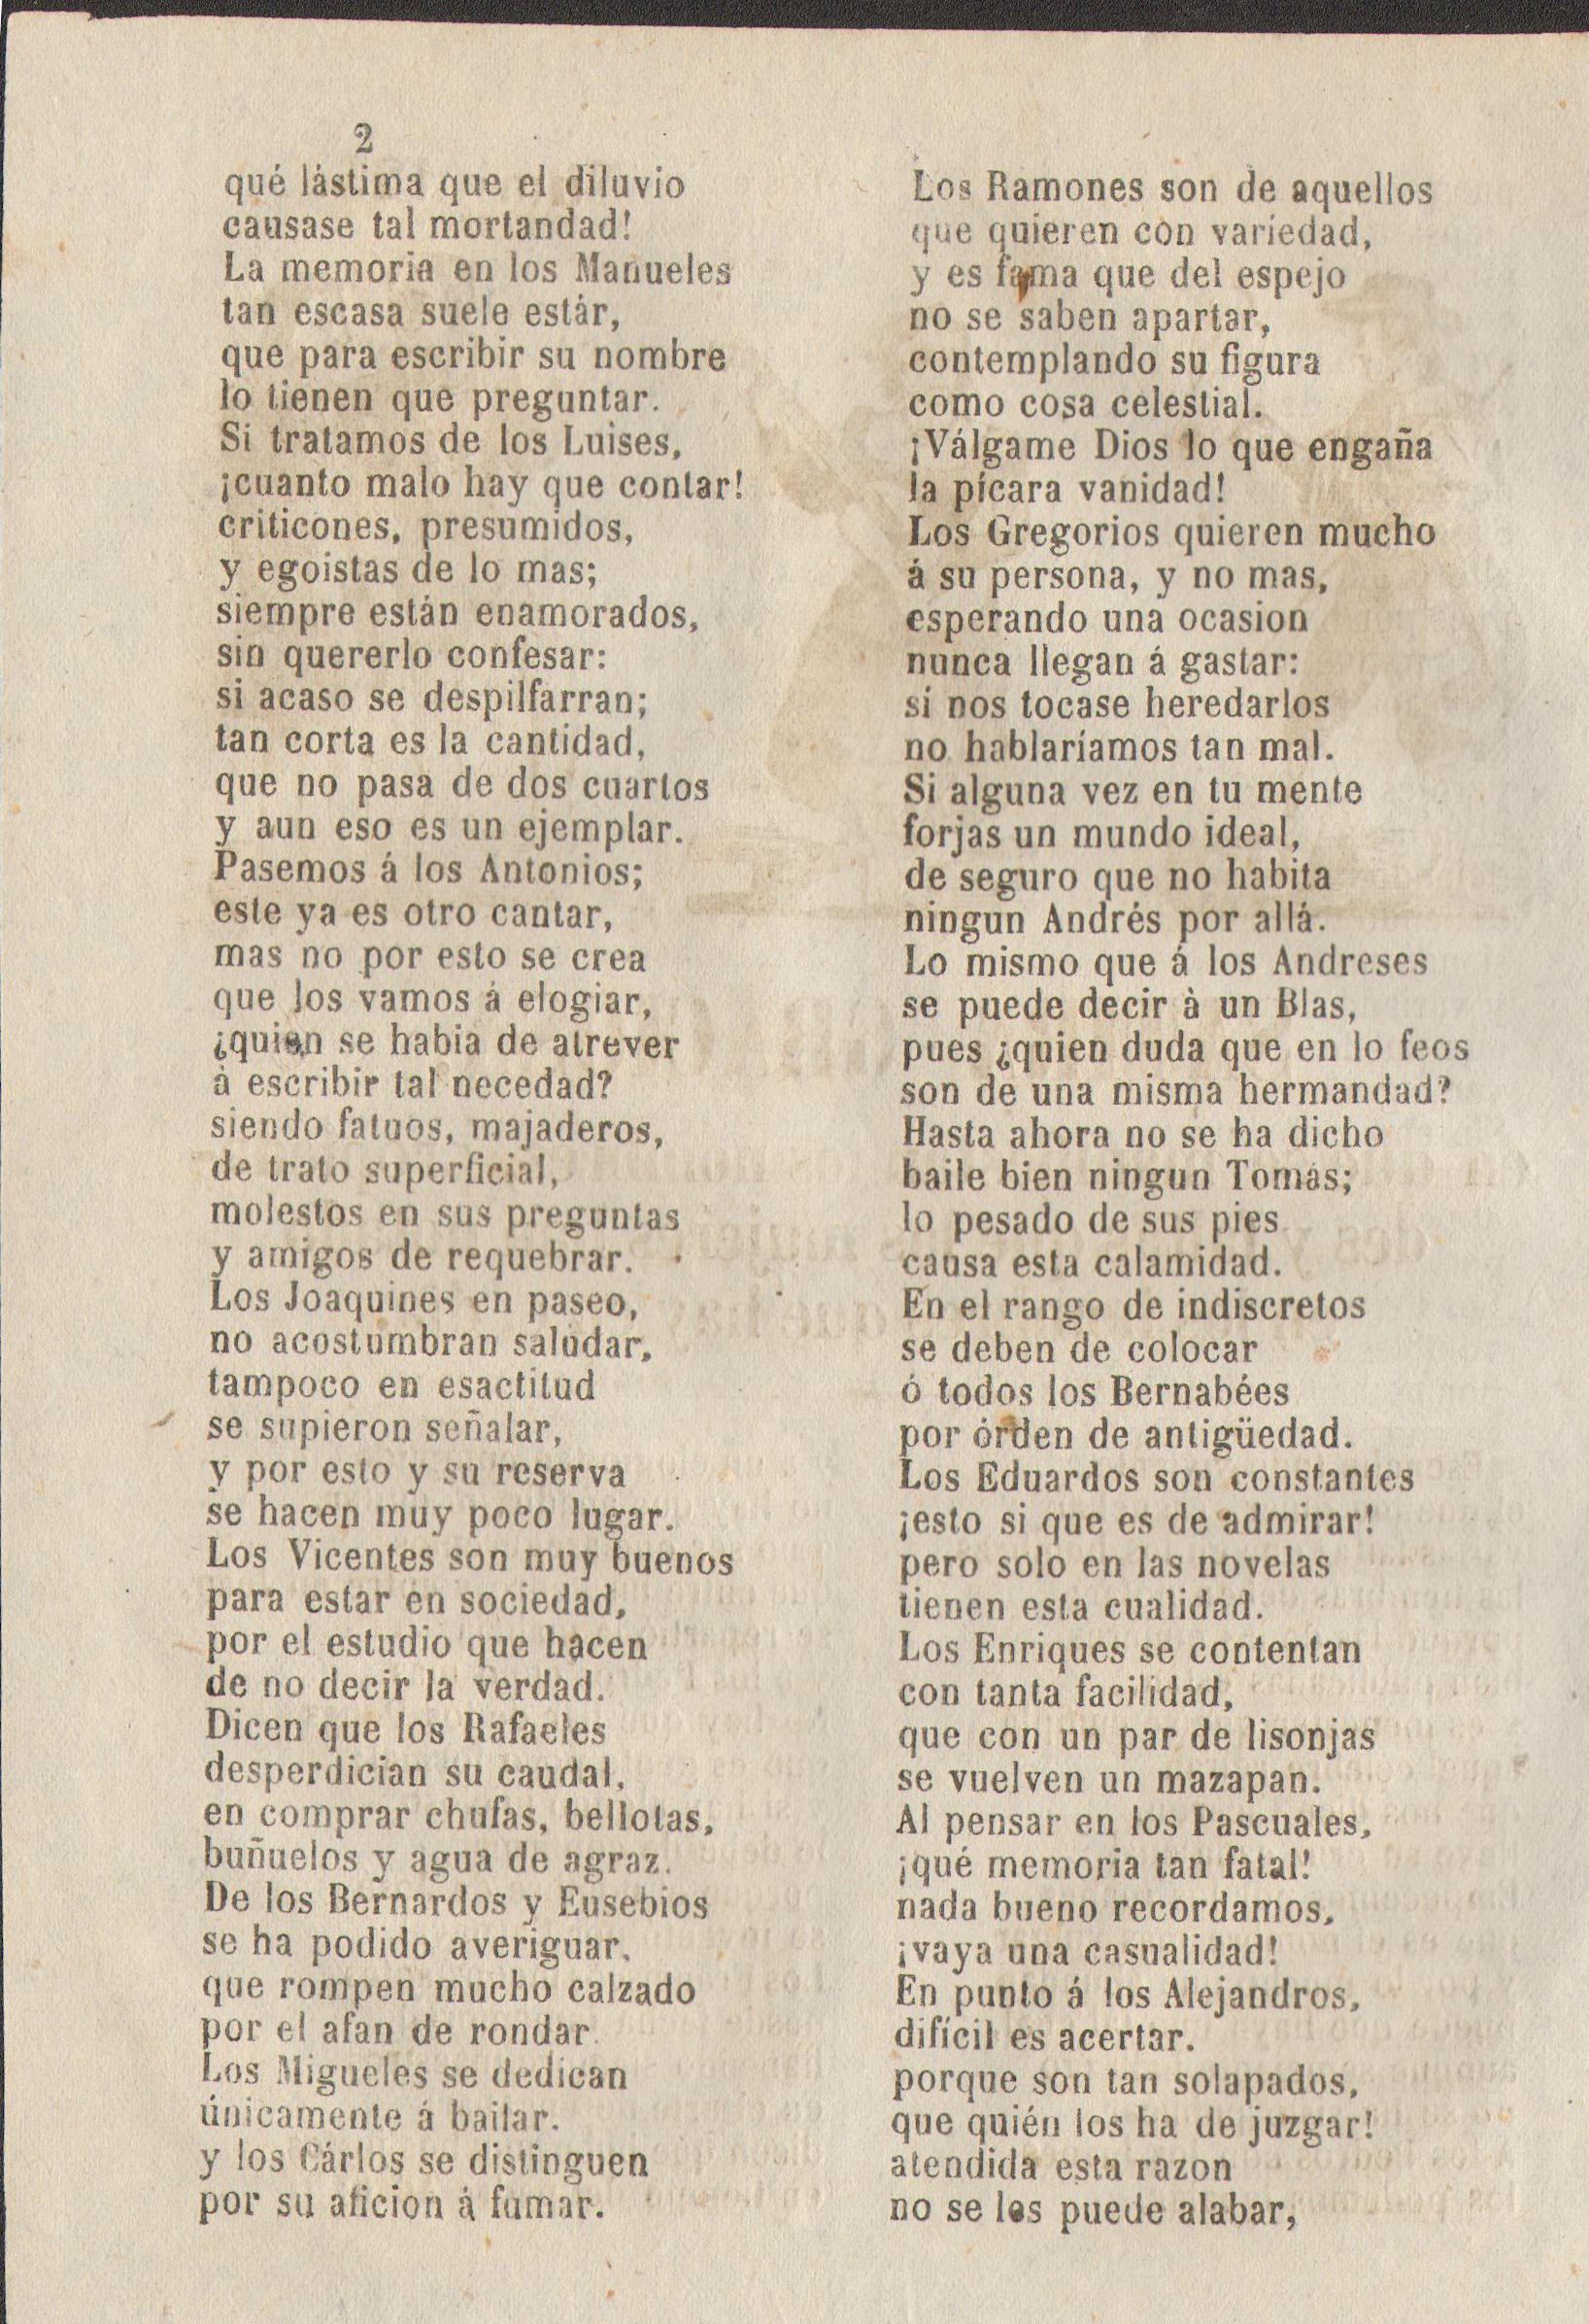 2
qué lástima que el diluvio
causase tal mortandad!
La memoria en los Manueles
tan escasa suele estár,
que para escribir su nombre
lo tienen que preguntar.
Si tratamos de los Luises,
¡cuanto malo hay que contar!
criticones, presumidos,
y egoistas de lo mas;
siempre están enamorados,
sin quererlo confesar:
si acaso se despilfarran;
tan corta es la cantidad,
que no pasa de dos cuartos
y aun eso es un ejemplar.
Pasemos á los Antonios;
este ya es otro cantar,
mas no por esto se crea
que los vamos á elogiar,
¿quien se habia de atrever
à escribir tal necedad?
siendo fatuos, majaderos,
de trato superficial,
molestos en sus preguntas
y amigos de requebrar.
Los Joaquines en paseo,
no acostumbran saludar,
tampoco en esactitud
se supieron señalar,
y por esto y su reserva
se hacen muy poco lugar.
Los Vicentes son muy buenos
para estar en sociedad,
por el estudio que hacen
de no decir la verdad.
Dicen que los Rafaeles
desperdician su caudal,
en comprar chufas, bellotas,
buñuelos y agua de agraz.
De los Bernardos y Eusebios
se ha podido averiguar,
que rompen mucho calzado
por el afan de rondar.
Los Migueles se dedican
únicamente á bailar.
y los Cárlos se distinguen
por su aficion á fumar.
Los Ramones son de aquellos
que quieren con variedad,
y es fama que del espejo
no se saben apartar,
contemplando su figura
como cosa celestial.
¡Válgame Dios lo que engaña
la pícara vanidad!
Los Gregorios quieren mucho
á su persona, y no mas,
esperando una ocasion
nunca llegan á gastar:
si nos tocase heredarlos
no hablaríamos tan mal.
Si alguna vez en tu mente
forjas un mundo ideal,
de seguro que no habita
ningun Andrés por allá.
Lo mismo que á los Andreses
se puede decir à un Blas,
pues ¿quien duda que en lo feos
son de una misma hermandad?
Hasta ahora no se ha dicho
baile bien ningun Tomás;
lo pesado de sus pies
causa esta calamidad.
En el rango de indiscretos
se deben de colocar
ó todos los Bernabées
por órden de antigüedad.
Los Eduardos son constantes
¡esto si que es de admirar!
pero solo en las novelas
tienen esta cualidad.
Los Enriques se contentan
con tanta facilidad,
que con un par de lisonjas
se vuelven un mazapan.
Al pensar en los Pascuales,
¡qué memoria tan fatal!
nada bueno recordamos,
¡vaya una casualidad!
En punto á los Alejandros,
difícil es acertar.
porque son tan solapados,
que quién los ha de juzgar!
atendida esta razon
no se les puede alabar,